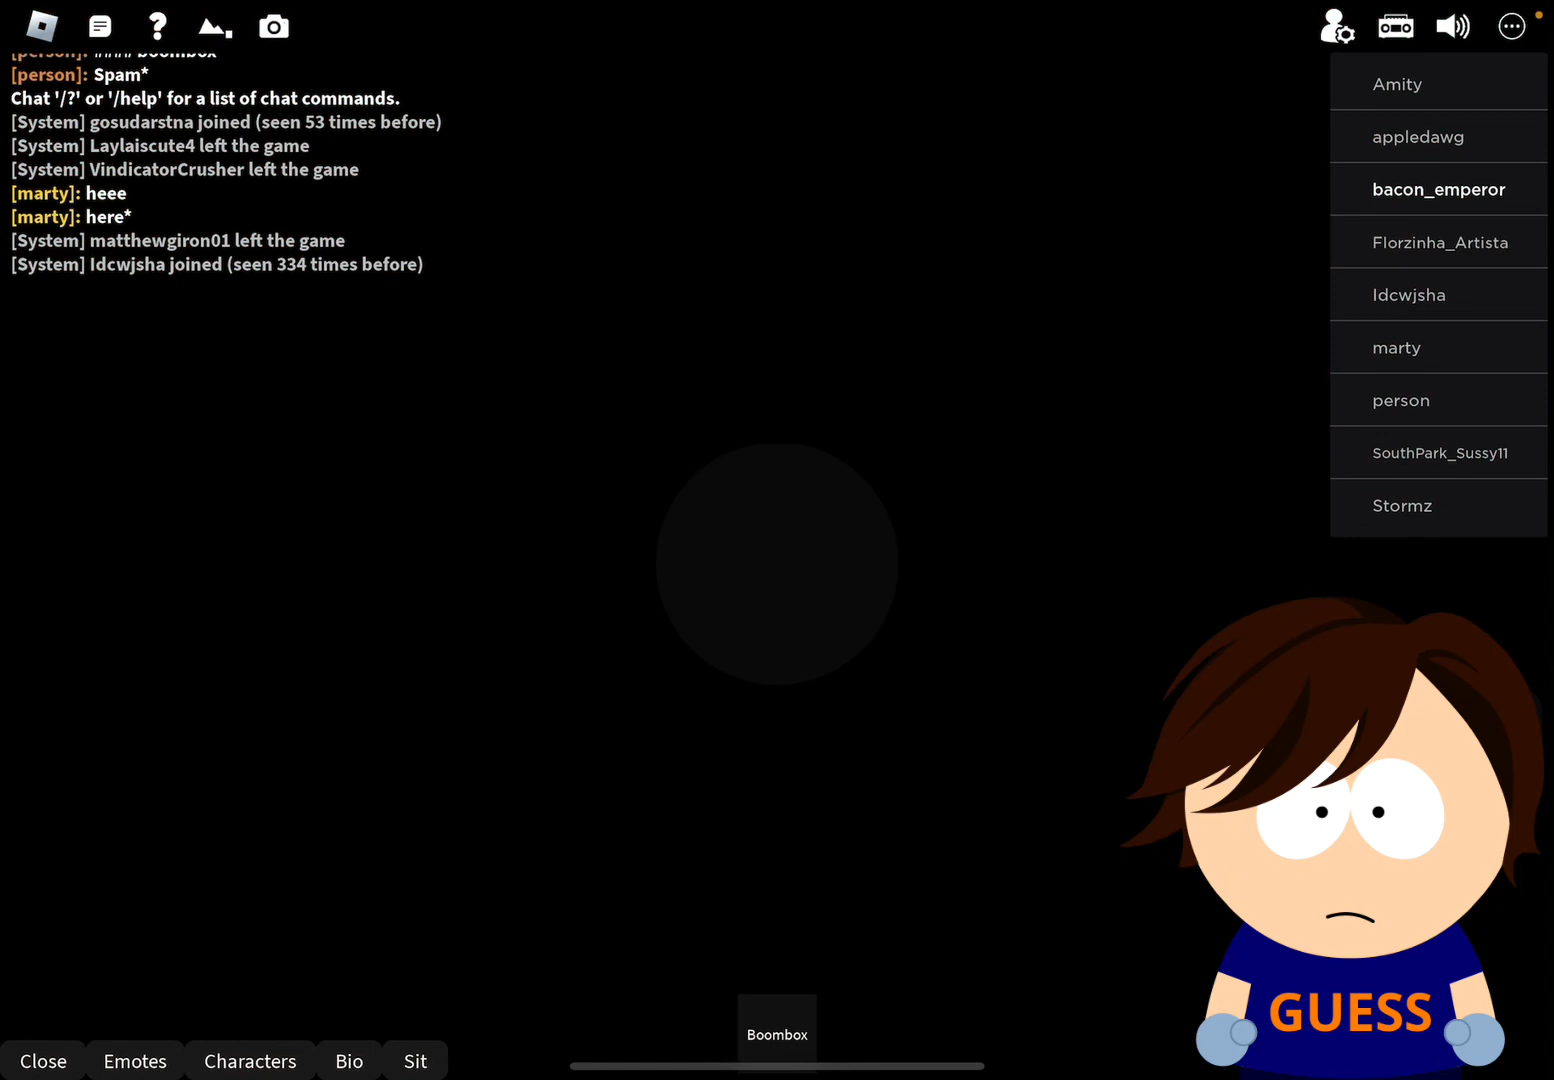 [person]: #### boombox
[person]: Spam*
Chat '/?' or '/help' for a list of chat commands.
[System] gosudarstna joined (seen 53 times before)
[System] Laylaiscute4 left the game
[System] VindicatorCrusher left the game
[marty]: heee
[marty]: here*
[System] matthewgiron01 left the game
[System] Idcwjsha joined (seen 334 times before)
Amity
appledawg
bacon_emperor
Florzinha_Artista
Idcwjsha
marty
person
SouthPark_Sussy11
Stormz
GUESS
Boombox
Close
Emotes
Characters
Bio
Sit